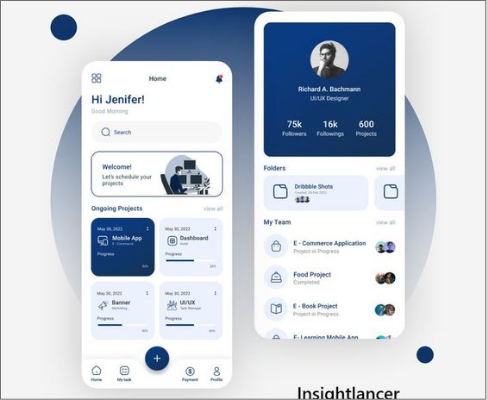 Home
Hi Jenifer!
Good Morning
Search
Welcome!
Let's schedule your
projects
Ongoing Projects
view all
May 30, 2022
Mobile App
E - Commerce
Progress
May 30, 2022
Dashboard
Progress
May 30, 2022
Banner
Marketing
Progress
May 30, 2022
UI/UX
Task Manager
Progress
Home
My task
+
Payment
Profile
Richard A. Bachmann
UI/UX Designer
75k
Followers
16k
Followings
600
Projects
Folders
view all
Dribbble Shots
My Team
view all
E - Commerce Application
Project in Progress
Food Project
Completed
E - Book Project
Project in Progress
E- Learning Mobile App
Insightlancer